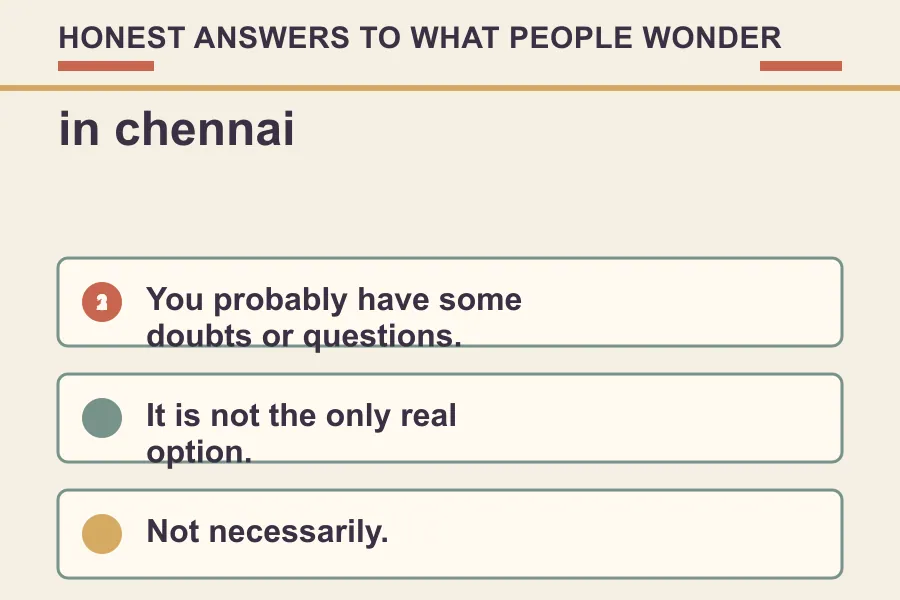 HONEST ANSWERS TO WHAT PEOPLE WONDER
in chennai
You probably have some
doubts or questions.
It is not the only real
option.
Not necessarily.